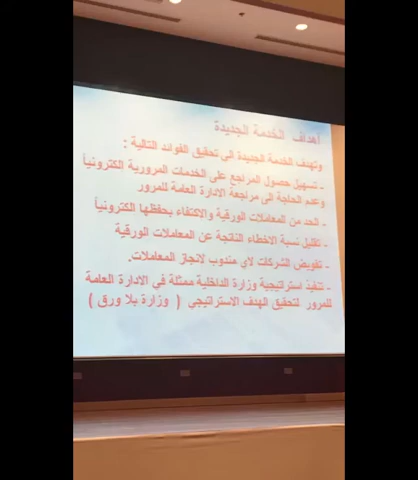 أهداف الخدمة الجديدة
وتهدف الخدمة الجديدة الى تحقيق الفوائد التالية :
- تسهيل حصول المراجع على الخدمات المرورية الكترونياً
وعدم الحاجة الى مراجعة الادارة العامة للمرور
- الحد من المعاملات الورقية والاكتفاء بحفظها الكترونياً
- تقليل نسبة الاخطاء الناتجة عن المعاملات الورقية
- تفويض الشركات لاي مندوب لانجاز المعاملات.
- تنفيذ استراتيجية وزارة الداخلية ممثلة في الادارة العامة
للمرور لتحقيق الهدف الاستراتيجي ( وزارة بلا ورق )